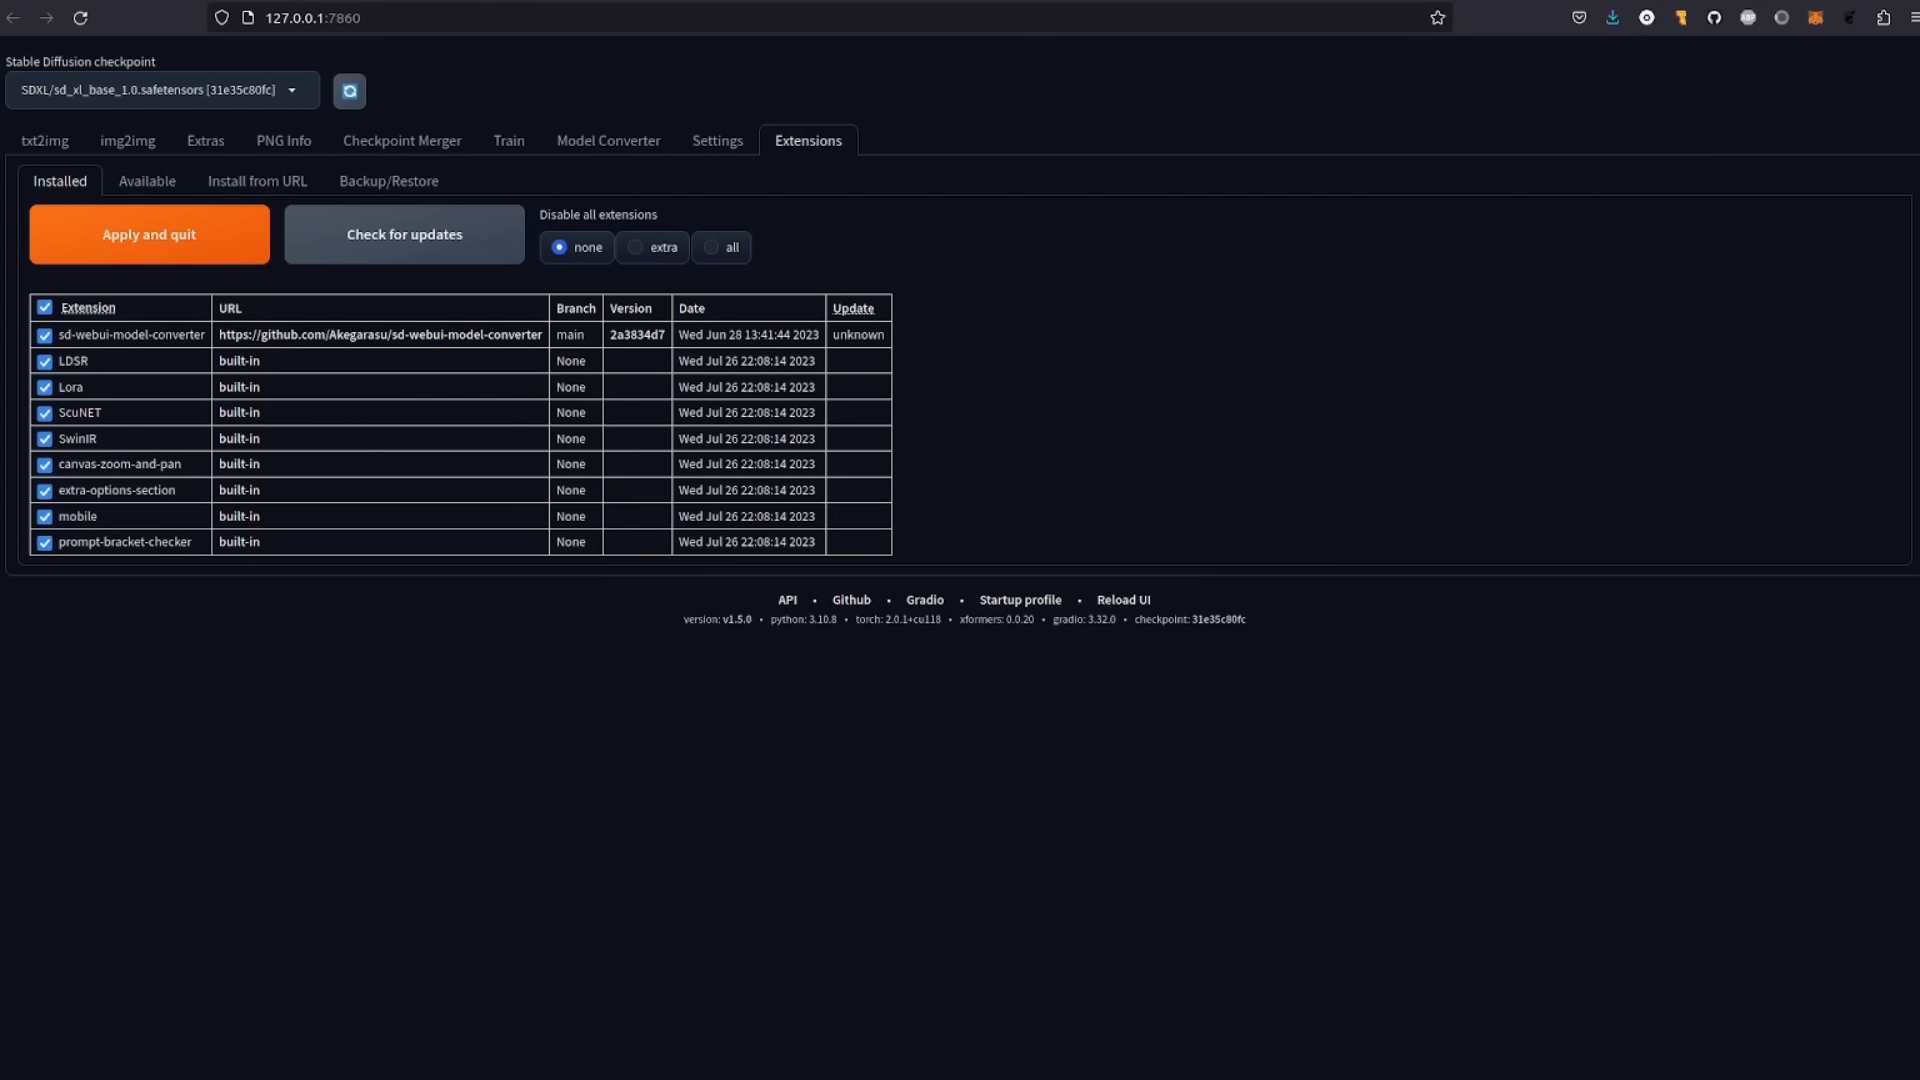 127.0.0.1:7860
Stable Diffusion checkpoint
SDXL/sd_xl_base_1.0.safetensors [31e35c80fc]
txt2img img2img Extras PNG Info Checkpoint Merger Train Model Converter Settings Extensions
Installed Available Install from URL Backup/Restore
Apply and quit Check for updates
Disable all extensions
none extra all
Extension URL Branch Version Date Update
sd-webui-model-converter https://github.com/Akegarasu/sd-webui-model-converter main 2a3834d7 Wed Jun 28 13:41:44 2023 unknown
LDSR built-in None Wed Jul 26 22:08:14 2023
Lora built-in None Wed Jul 26 22:08:14 2023
ScuNET built-in None Wed Jul 26 22:08:14 2023
SwinIR built-in None Wed Jul 26 22:08:14 2023
canvas-zoom-and-pan built-in None Wed Jul 26 22:08:14 2023
extra-options-section built-in None Wed Jul 26 22:08:14 2023
mobile built-in None Wed Jul 26 22:08:14 2023
prompt-bracket-checker built-in None Wed Jul 26 22:08:14 2023
API • Github • Gradio • Startup profile • Reload UI
version: v1.5.0 • python: 3.10.8 • torch: 2.0.1+cu118 • xformers: 0.0.20 • gradio: 3.32.0 • checkpoint: 31e35c80fc